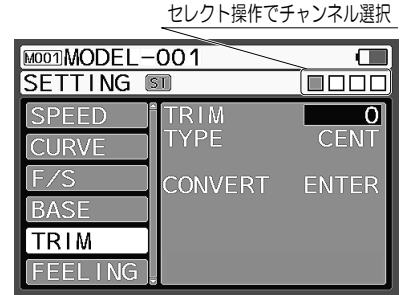 セレクト操作でチャンネル選択
M001 MODEL-001
SETTING S1
SPEED
CURVE
F/S
BASE
TRIM
FEELING
TRIM 0
TYPE CENT
CONVERT ENTER